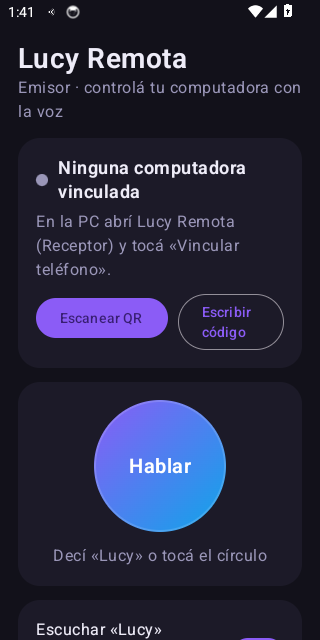 1:41
Lucy Remota
Emisor · controlá tu computadora con
la voz
Ninguna computadora
vinculada
En la PC abrí Lucy Remota
(Receptor) y tocá «Vincular
teléfono».
Escanear QR
Escribir
código
Hablar
Decí «Lucy» o tocá el círculo
Escuchar «Lucy»